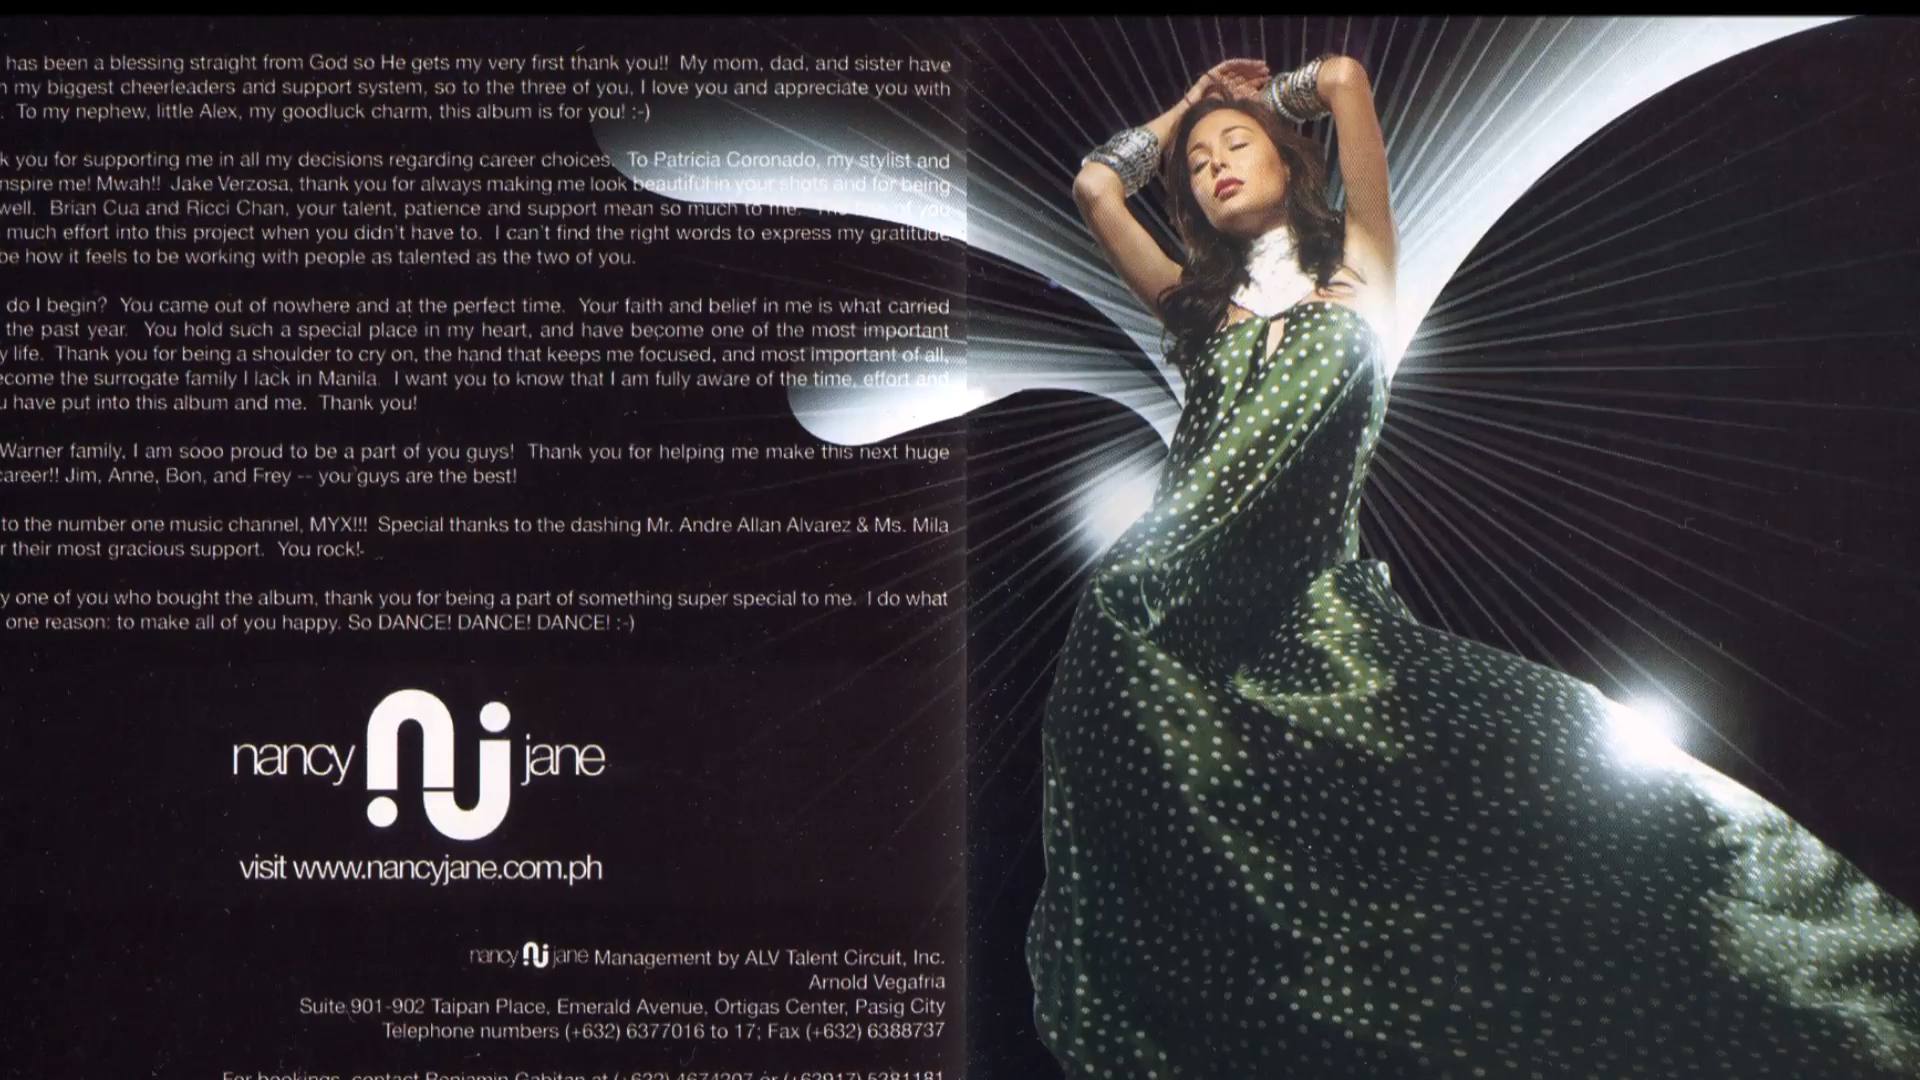 has been a blessing straight from God so He gets my very first thank you!! My mom, dad, and sister have
my biggest cheerleaders and support system, so to the three of you, I love you and appreciate you with
. To my nephew, little Alex, my goodluck charm, this album is for you! :-)
k you for supporting me in all my decisions regarding career choices. To Patricia Coronado, my stylist and
nspire me! Mwah!! Jake Verzosa, thank you for always making me look beautiful in your shots and for being
well. Brian Cua and Ricci Chan, your talent, patience and support mean so much to me. of you
much effort into this project when you didn't have to. I can't find the right words to express my gratitude
be how it feels to be working with people as talented as the two of you.
do I begin? You came out of nowhere and at the perfect time. Your faith and belief in me is what carried
the past year. You hold such a special place in my heart, and have become one of the most important
y life. Thank you for being a shoulder to cry on, the hand that keeps me focused, and most important of all,
ecome the surrogate family I lack in Manila. I want you to know that I am fully aware of the time, effort and
u have put into this album and me. Thank you!
Warner family, I am sooo proud to be a part of you guys! Thank you for helping me make this next huge
career!! Jim, Anne, Bon, and Frey -- you guys are the best!
to the number one music channel, MYX!!! Special thanks to the dashing Mr. Andre Allan Alvarez & Ms. Mila
r their most gracious support. You rock!-
y one of you who bought the album, thank you for being a part of something super special to me. I do what
one reason: to make all of you happy. So DANCE! DANCE! DANCE! :-)
nancy nj jane
visit www.nancyjane.com.ph
nancy nj jane Management by ALV Talent Circuit, Inc.
Arnold Vegafria
Suite 901-902 Taipan Place, Emerald Avenue, Ortigas Center, Pasig City
Telephone numbers (+632) 6377016 to 17; Fax (+632) 6388737
For bookings, contact Benjamin Gabitan at (+632) 4674207 or (+63917) 5281181